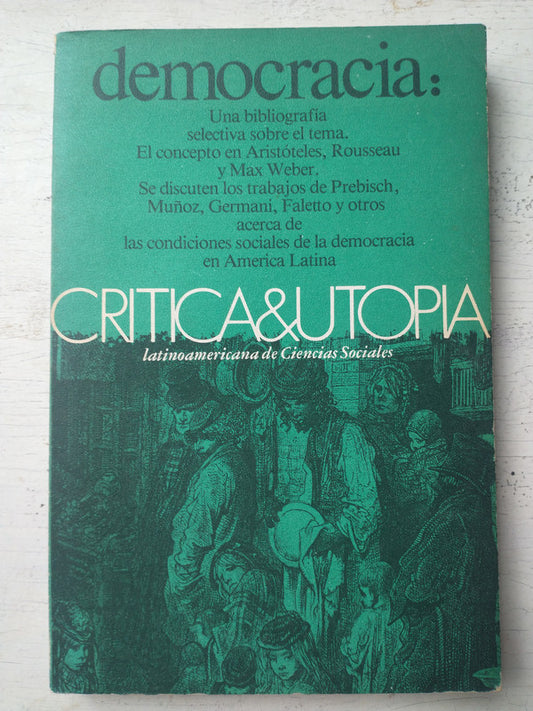 democracia:
Una bibliografía
selectiva sobre el tema.
El concepto en Aristóteles, Rousseau
y Max Weber.
Se discuten los trabajos de Prebisch,
Muñoz, Germani, Faletto y otros
acerca de
las condiciones sociales de la democracia
en America Latina
CRITICA&UTOPIA
latinoamericana de Ciencias Sociales